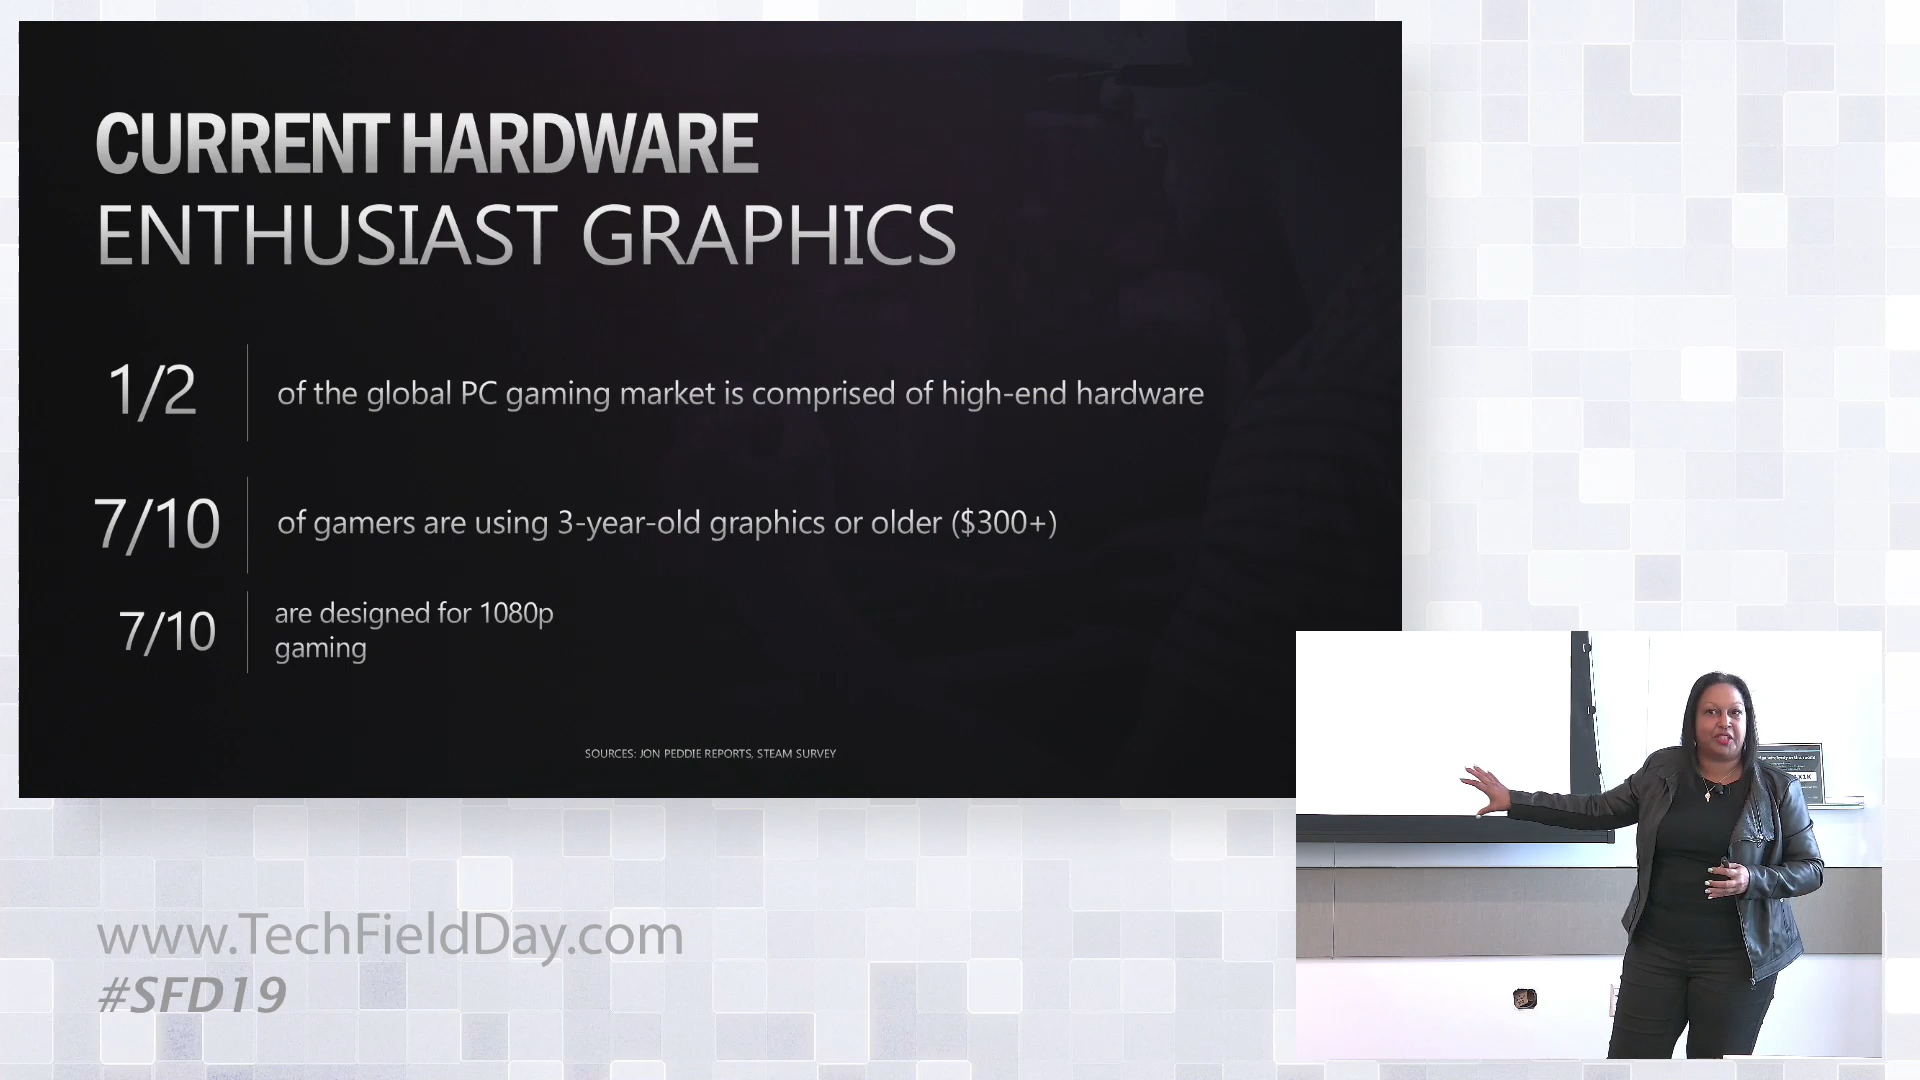 CURRENT HARDWARE
ENTHUSIAST GRAPHICS
1/2
of the global PC gaming market is comprised of high-end hardware
7/10
of gamers are using 3-year-old graphics or older ($300+)
7/10
are designed for 1080p
gaming
SOURCES: JON PEDDIE REPORTS, STEAM SURVEY
www.TechFieldDay.com
#SFD19